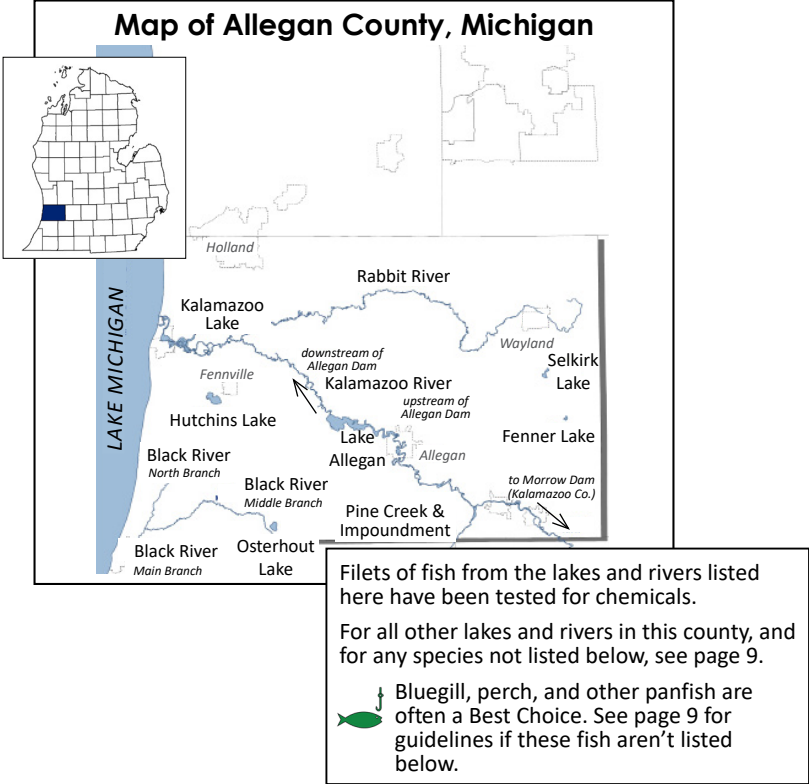 Map of Allegan County, Michigan
Holland
Rabbit River
LAKE MICHIGAN
Kalamazoo
Lake
Wayland
downstream of
Allegan Dam
Selkirk
Lake
Fennville
Kalamazoo River
upstream of
Allegan Dam
Hutchins Lake
Lake
Allegan
Allegan
Fenner Lake
Black River
North Branch
Black River
Middle Branch
to Morrow Dam
(Kalamazoo Co.)
Pine Creek &
Impoundment
Black River
Main Branch
Osterhout
Lake
Filets of fish from the lakes and rivers listed
here have been tested for chemicals.
For all other lakes and rivers in this county, and
for any species not listed below, see page 9.
Bluegill, perch, and other panfish are
often a Best Choice. See page 9 for
guidelines if these fish aren’t listed
below.